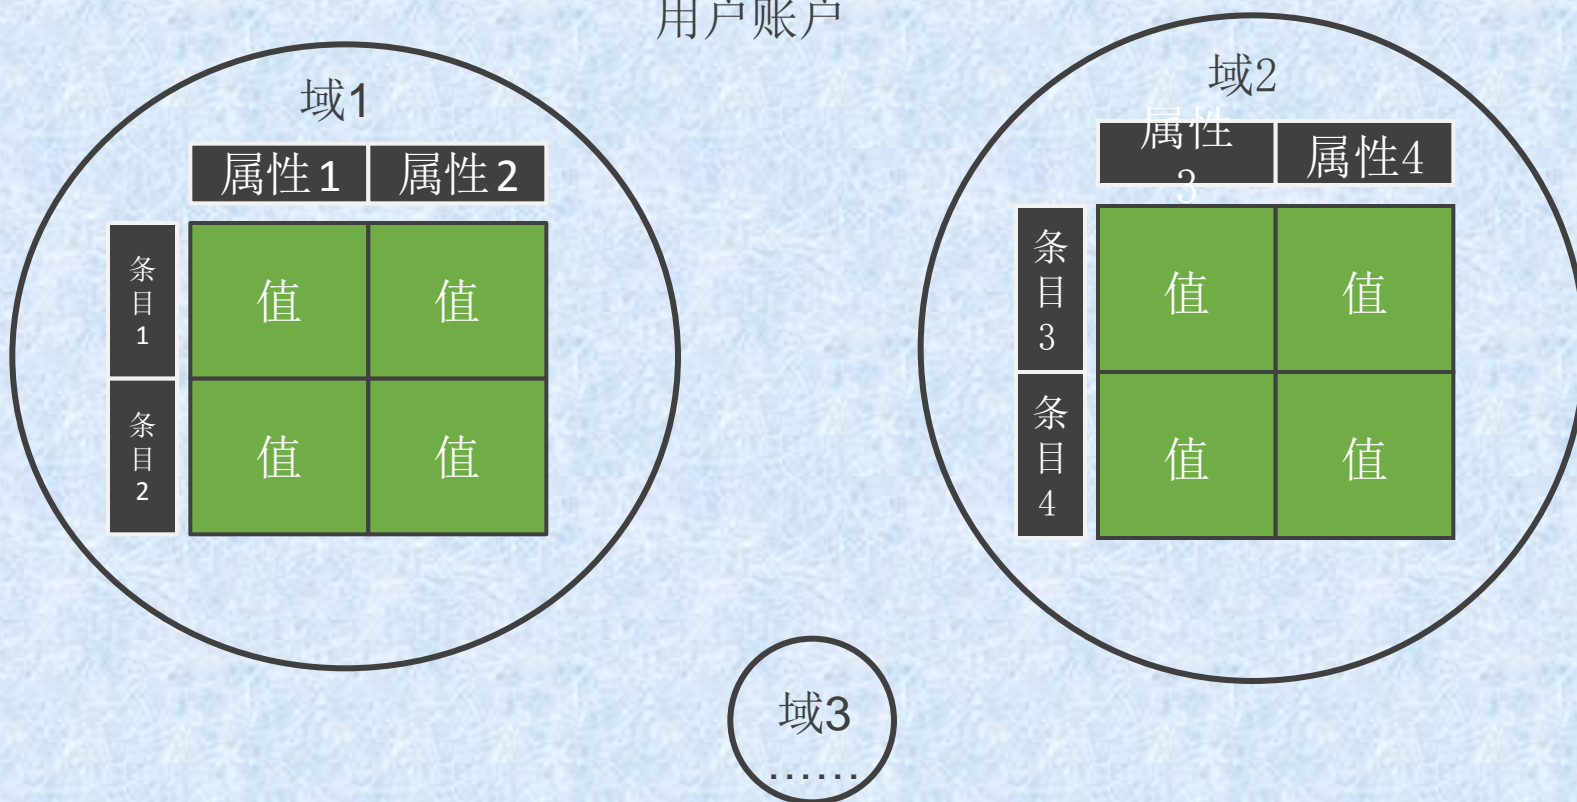 用户账户
域1
属性1 属性2
条目1
值 值
条目2
值 值
域2
属性3 属性4
条目3
值 值
条目4
值 值
域3
......